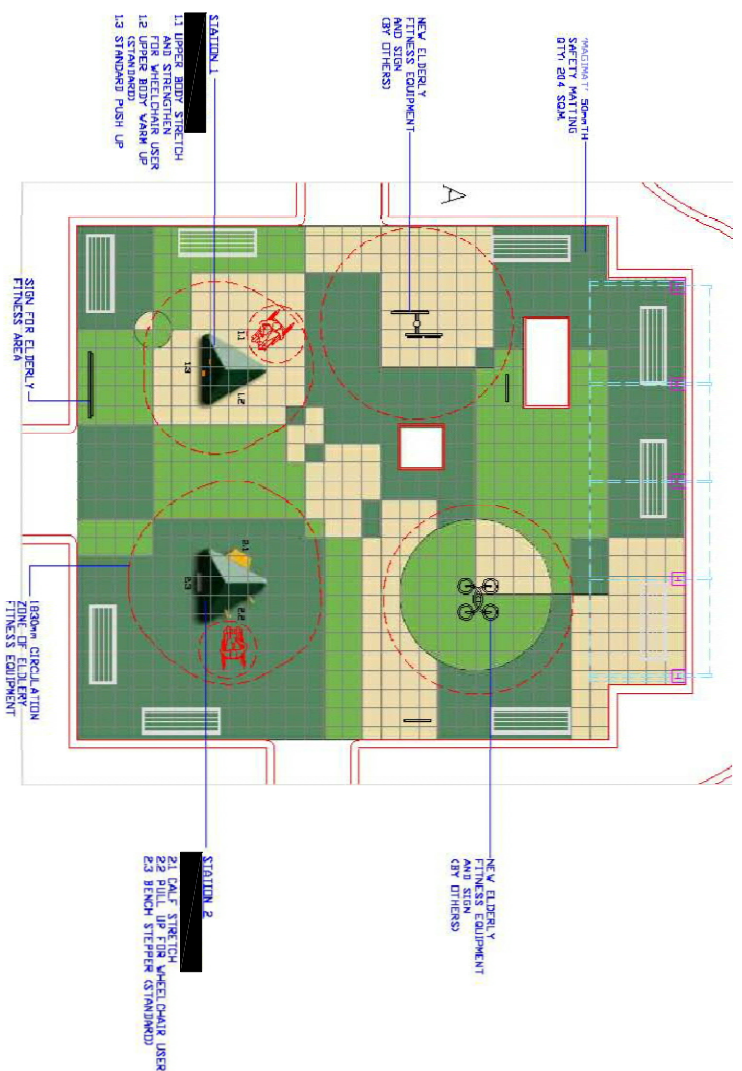 'MAGIMAT' 50mmTH
SAFETY MATTING
QTY: 204 SQ.M.
NEW ELDERLY
FITNESS EQUIPMENT
AND SIGN
(BY OTHERS)
A
STATION 1
1.1 UPPER BODY STRETCH
AND STRENGTHEN
FOR WHEELCHAIR USER
1.2 UPPER BODY WARM UP
(STANDARD)
1.3 STANDARD PUSH UP
1.1
1.2
1.3
SIGN FOR ELDERLY
FITNESS AREA
2.1
2.2
2.3
1830mm CIRCULATION
ZONE OF ELDLERY
FITNESS EQUIPMENT
NEW ELDERLY
FITNESS EQUIPMENT
AND SIGN
(BY OTHERS)
STATION 2
2.1 CALF STRETCH
2.2 PULL UP FOR WHEELCHAIR USER
2.3 BENCH STEPPER (STANDARD)